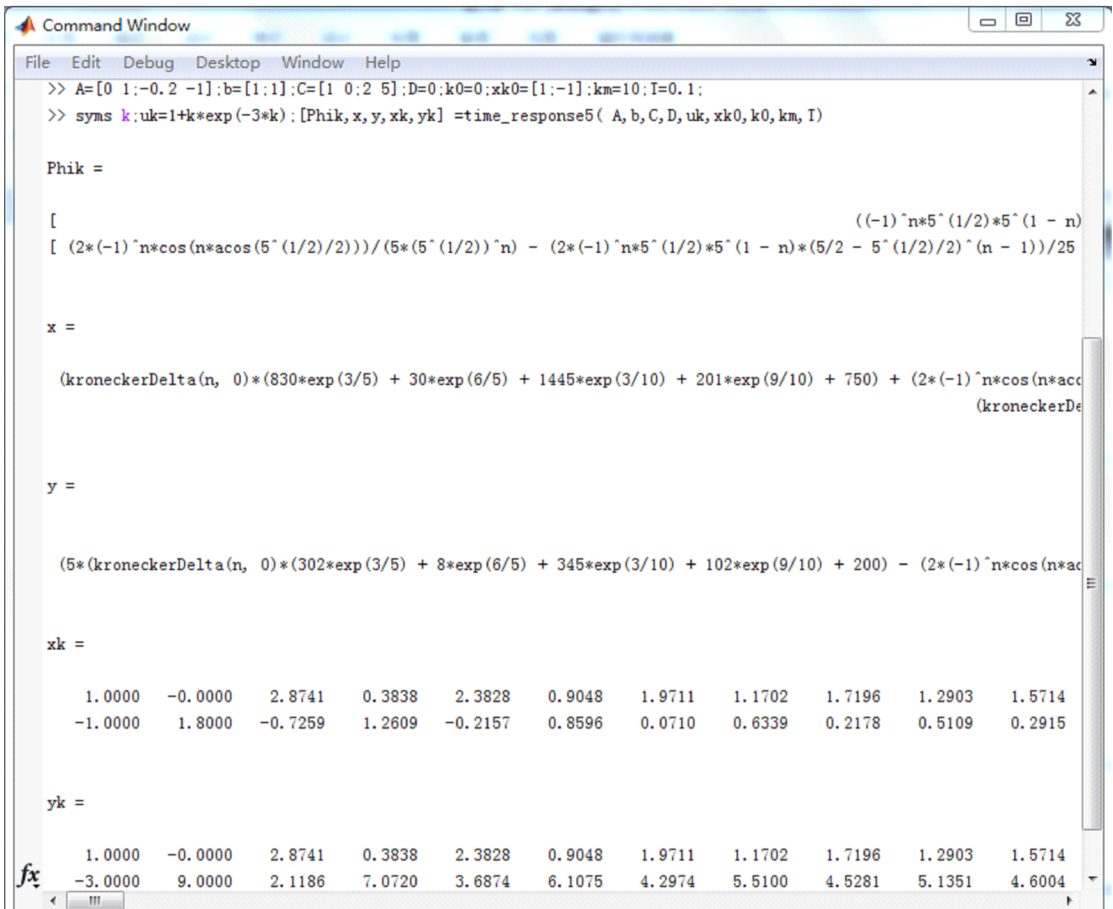 Command Window
File Edit Debug Desktop Window Help
>> A=[0 1;-0.2 -1];b=[1;1];C=[1 0;2 5];D=0;k0=0;xk0=[1;-1];km=10;T=0.1;
>> syms k;uk=1+k*exp(-3*k);[Phik,x,y,xk,yk] =time_response5( A,b,C,D,uk,xk0,k0,km,T)
Phik =
[ ((-1)^n*5^(1/2)*5^(1 - n)
[ (2*(-1)^n*cos(n*acos(5^(1/2)/2)))/(5*(5^(1/2))^n) - (2*(-1)^n*5^(1/2)*5^(1 - n)*(5/2 - 5^(1/2)/2)^(n - 1))/25
x =
(kroneckerDelta(n, 0)*(830*exp(3/5) + 30*exp(6/5) + 1445*exp(3/10) + 201*exp(9/10) + 750) + (2*(-1)^n*cos(n*acc
(kroneckerDe
y =
(5*(kroneckerDelta(n, 0)*(302*exp(3/5) + 8*exp(6/5) + 345*exp(3/10) + 102*exp(9/10) + 200) - (2*(-1)^n*cos(n*ac
xk =
1.0000 -0.0000 2.8741 0.3838 2.3828 0.9048 1.9711 1.1702 1.7196 1.2903 1.5714
-1.0000 1.8000 -0.7259 1.2609 -0.2157 0.8596 0.0710 0.6339 0.2178 0.5109 0.2915
yk =
1.0000 -0.0000 2.8741 0.3838 2.3828 0.9048 1.9711 1.1702 1.7196 1.2903 1.5714
fx -3.0000 9.0000 2.1186 7.0720 3.6874 6.1075 4.2974 5.5100 4.5281 5.1351 4.6004